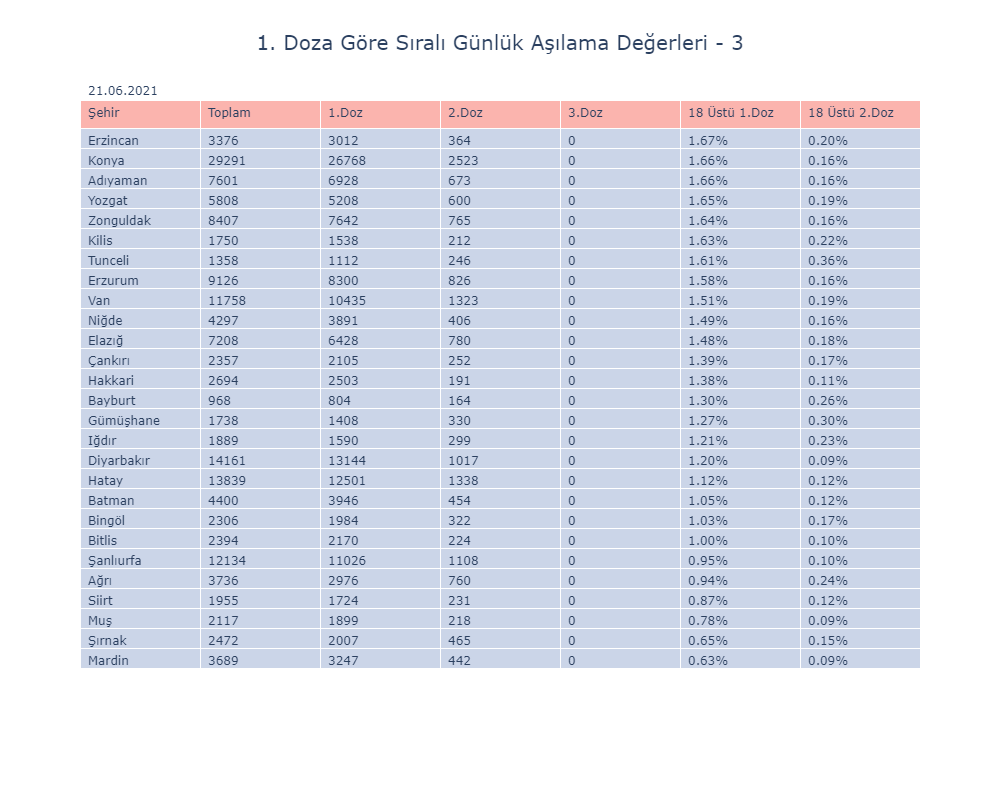 1. Doza Göre Sıralı Günlük Aşılama Değerleri - 3
21.06.2021
Şehir Toplam 1.Doz 2.Doz 3.Doz 18 Üstü 1.Doz 18 Üstü 2.Doz
Erzincan 3376 3012 364 0 1.67% 0.20%
Konya 29291 26768 2523 0 1.66% 0.16%
Adıyaman 7601 6928 673 0 1.66% 0.16%
Yozgat 5808 5208 600 0 1.65% 0.19%
Zonguldak 8407 7642 765 0 1.64% 0.16%
Kilis 1750 1538 212 0 1.63% 0.22%
Tunceli 1358 1112 246 0 1.61% 0.36%
Erzurum 9126 8300 826 0 1.58% 0.16%
Van 11758 10435 1323 0 1.51% 0.19%
Niğde 4297 3891 406 0 1.49% 0.16%
Elazığ 7208 6428 780 0 1.48% 0.18%
Çankırı 2357 2105 252 0 1.39% 0.17%
Hakkari 2694 2503 191 0 1.38% 0.11%
Bayburt 968 804 164 0 1.30% 0.26%
Gümüşhane 1738 1408 330 0 1.27% 0.30%
Iğdır 1889 1590 299 0 1.21% 0.23%
Diyarbakır 14161 13144 1017 0 1.20% 0.09%
Hatay 13839 12501 1338 0 1.12% 0.12%
Batman 4400 3946 454 0 1.05% 0.12%
Bingöl 2306 1984 322 0 1.03% 0.17%
Bitlis 2394 2170 224 0 1.00% 0.10%
Şanlıurfa 12134 11026 1108 0 0.95% 0.10%
Ağrı 3736 2976 760 0 0.94% 0.24%
Siirt 1955 1724 231 0 0.87% 0.12%
Muş 2117 1899 218 0 0.78% 0.09%
Şırnak 2472 2007 465 0 0.65% 0.15%
Mardin 3689 3247 442 0 0.63% 0.09%